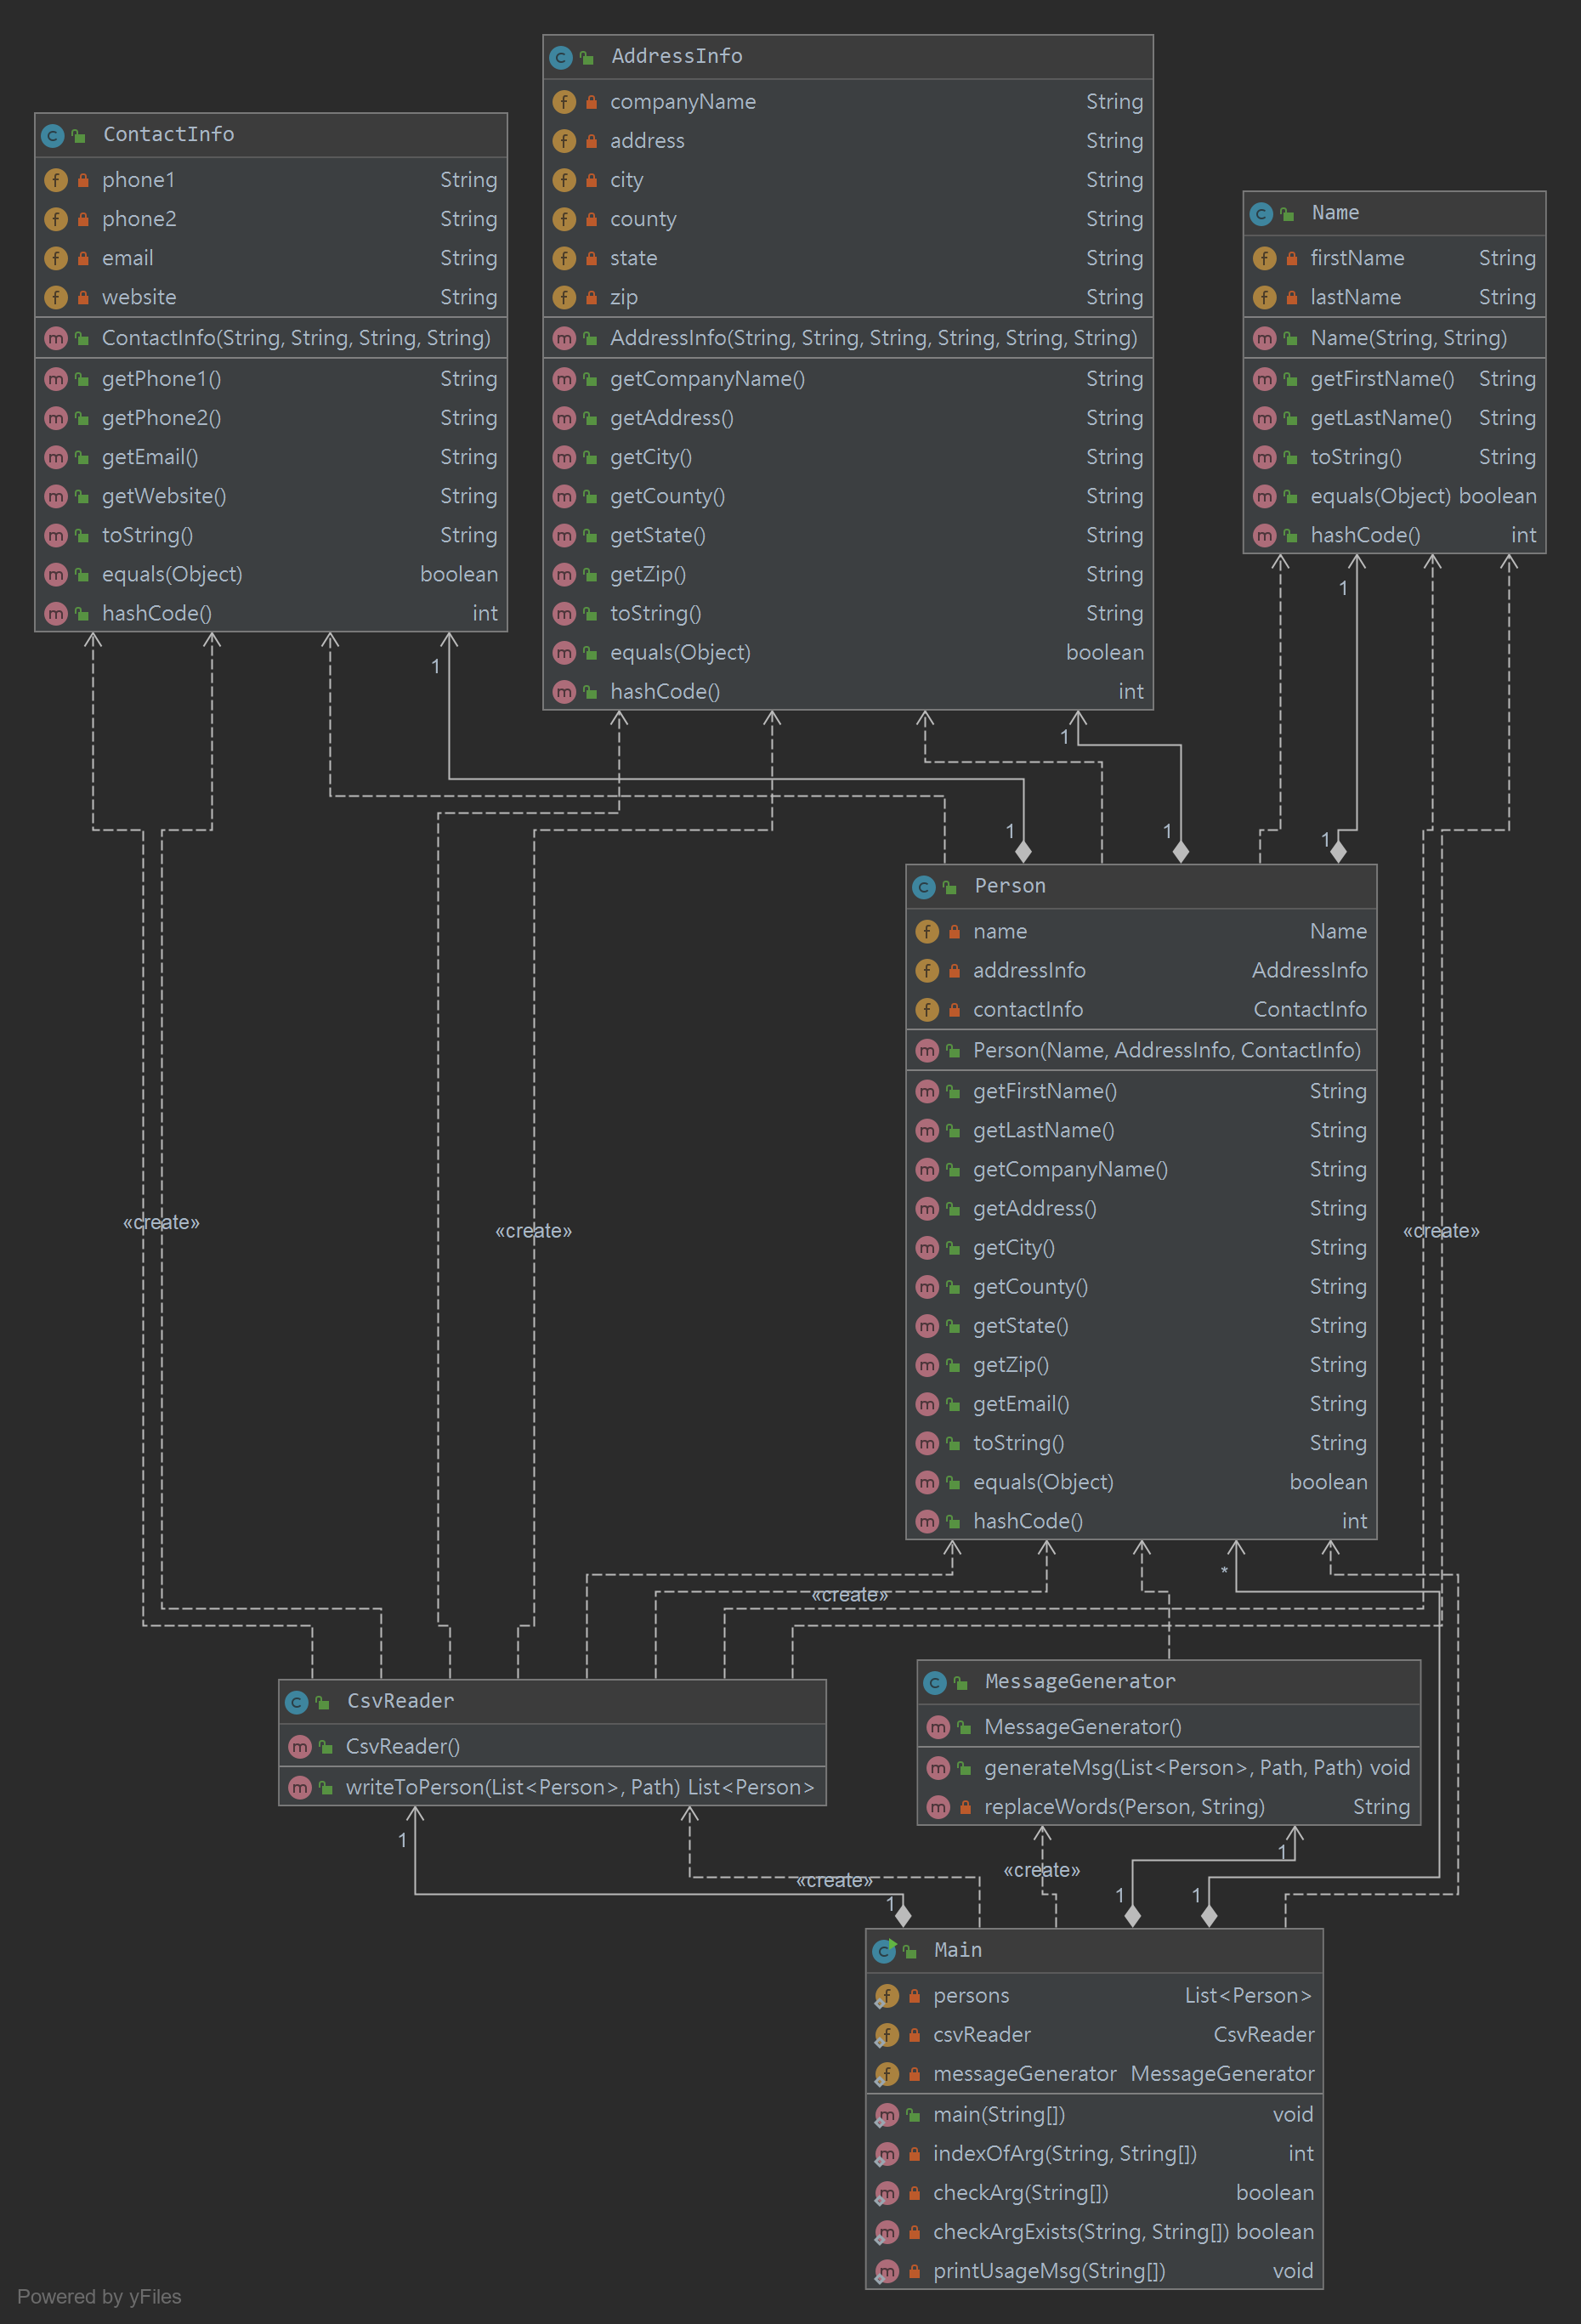 AddressInfo
companyName String
address String
city String
county String
state String
zip String
AddressInfo(String, String, String, String, String, String)
getCompanyName() String
getAddress() String
getCity() String
getCounty() String
getState() String
getZip() String
toString() String
equals(Object) boolean
hashCode() int
ContactInfo
phone1 String
phone2 String
email String
website String
ContactInfo(String, String, String, String)
getPhone1() String
getPhone2() String
getEmail() String
getWebsite() String
toString() String
equals(Object) boolean
hashCode() int
Name
firstName String
lastName String
Name(String, String)
getFirstName() String
getLastName() String
toString() String
equals(Object) boolean
hashCode() int
1
1
1
1
1
1
Person
name Name
addressInfo AddressInfo
contactInfo ContactInfo
Person(Name, AddressInfo, ContactInfo)
getFirstName() String
getLastName() String
getCompanyName() String
getAddress() String
getCity() String
getCounty() String
getState() String
getZip() String
getEmail() String
toString() String
equals(Object) boolean
hashCode() int
«create»
«create»
«create»
*
«create»
CsvReader
CsvReader()
writeToPerson(List<Person>, Path) List<Person>
MessageGenerator
MessageGenerator()
generateMsg(List<Person>, Path, Path) void
replaceWords(Person, String) String
1
1
«create»
«create»
1
1
1
Main
persons List<Person>
csvReader CsvReader
messageGenerator MessageGenerator
main(String[]) void
indexOfArg(String, String[]) int
checkArg(String[]) boolean
checkArgExists(String, String[]) boolean
printUsageMsg(String[]) void
Powered by yFiles